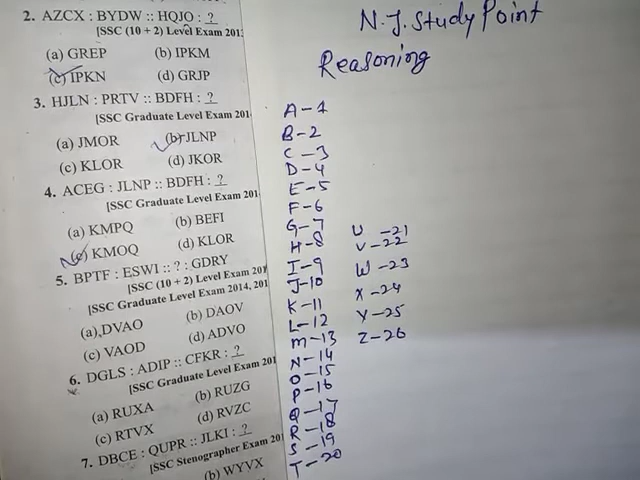 2. AZCX : BYDW :: HQJO : ?
[SSC (10 + 2) Level Exam 201
(a) GREP (b) IPKM
(c) IPKN (d) GRJP
3. HJLN : PRTV :: BDFH : ?
[SSC Graduate Level Exam 201
(a) JMOR (b) JLNP
(c) KLOR (d) JKOR
4. ACEG : JLNP :: BDFH : ?
[SSC Graduate Level Exam 201
(a) KMPQ (b) BEFI
(c) KMOQ (d) KLOR
5. BPTF : ESWI :: ? : GDRY
[SSC (10 + 2) Level Exam 201
[SSC Graduate Level Exam 2014, 201
(a) DVAO (b) DAOV
(c) VAOD (d) ADVO
6. DGLS : ADIP :: CFKR : ?
[SSC Graduate Level Exam 201
(a) RUXA (b) RUZG
(c) RTVX (d) RVZC
7. DBCE : QUPR :: JLKI : ?
[SSC Stenographer Exam 201
(b) WYVX
N.J. Study Point
Reasoning
A-1
B-2
C-3
D-4
E-5
F-6
G-7
H-8
I-9
J-10
K-11
L-12
M-13
N-14
O-15
P-16
Q-17
R-18
S-19
T-20
U-21
V-22
W-23
X-24
Y-25
Z-26